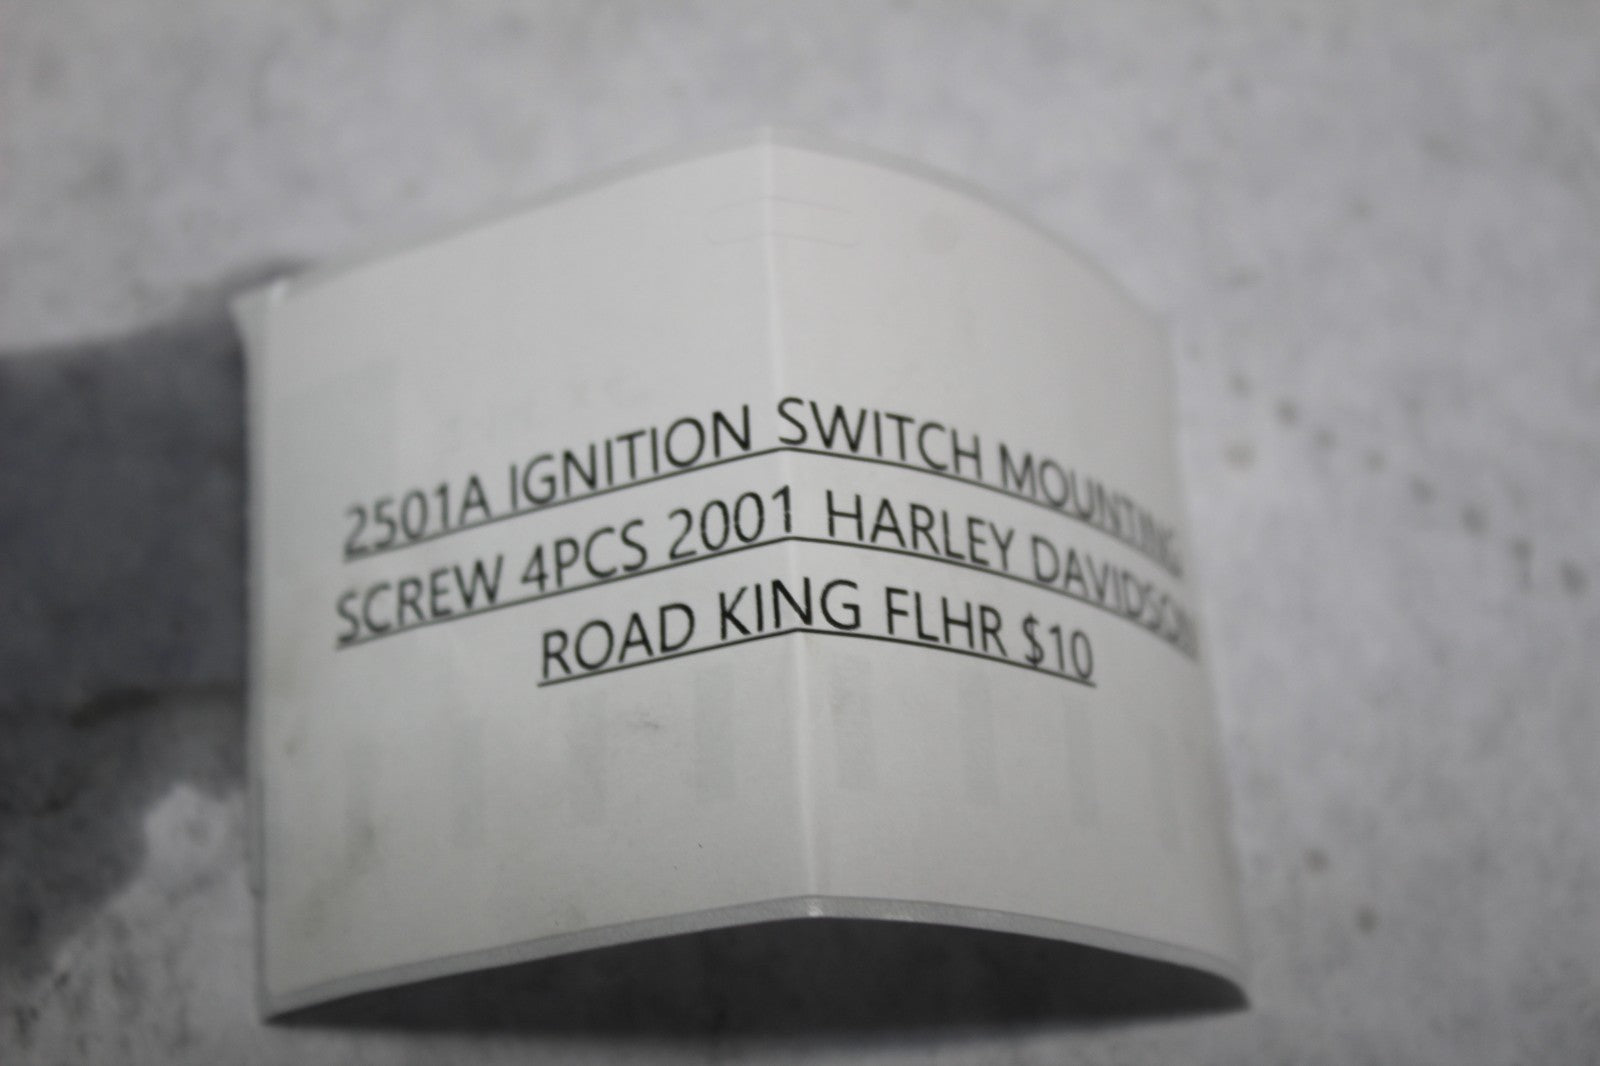 2501A IGNITION SWITCH MOUNTING
SCREW 4PCS 2001 HARLEY DAVIDSON
ROAD KING FLHR $10